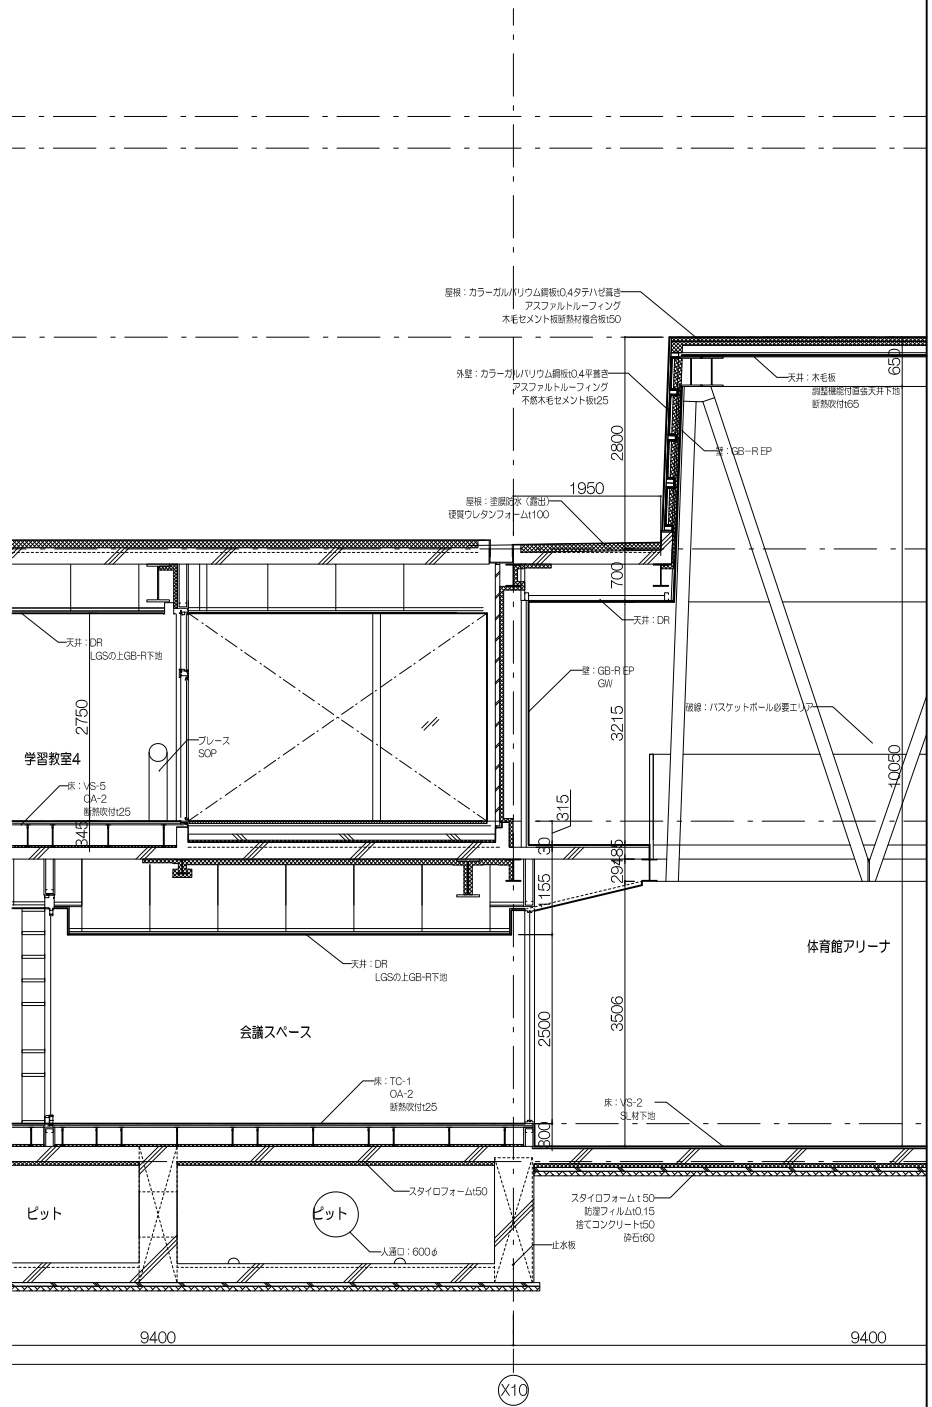 屋根：カラーガルバリウム鋼板t0.4タテハゼ葺き
アスファルトルーフィング
木毛セメント板断熱材複合板t50
650
外壁：カラーガルバリウム鋼板t0.4平葺き
アスファルトルーフィング
不燃木毛セメント板t25
天井：木毛板
調整機能付直張天井下地
断熱吹付t65
2800
壁：GB-R EP
1950
屋根：塗膜防水（露出）
硬質ウレタンフォームt100
700
天井：DR
天井：DR
LGSの上GB-R下地
壁：GB-R EP
GW
2750
3215
破線：バスケットボール必要エリア
ブレース
SOP
学習教室4
10050
床：VS-5
OA-2
断熱吹付t25
315
345
30
29485
1155
体育館アリーナ
天井：DR
LGSの上GB-R下地
会議スペース
2500
3506
床：TC-1
OA-2
断熱吹付t25
床：VS-2
SL材下地
300
スタイロフォームt50
スタイロフォームt50
防湿フィルムt0.15
捨てコンクリートt50
砕石t60
ピット
ピット
人通口：600φ
止水板
9400
9400
X10